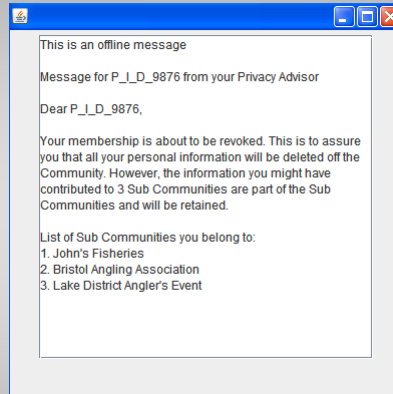 This is an offline message
Message for P_I_D_9876 from your Privacy Advisor
Dear P_I_D_9876,
Your membership is about to be revoked. This is to assure
you that all your personal information will be deleted off the
Community. However, the information you might have
contributed to 3 Sub Communities are part of the Sub
Communities and will be retained.
List of Sub Communities you belong to:
1. John's Fisheries
2. Bristol Angling Association
3. Lake District Angler's Event